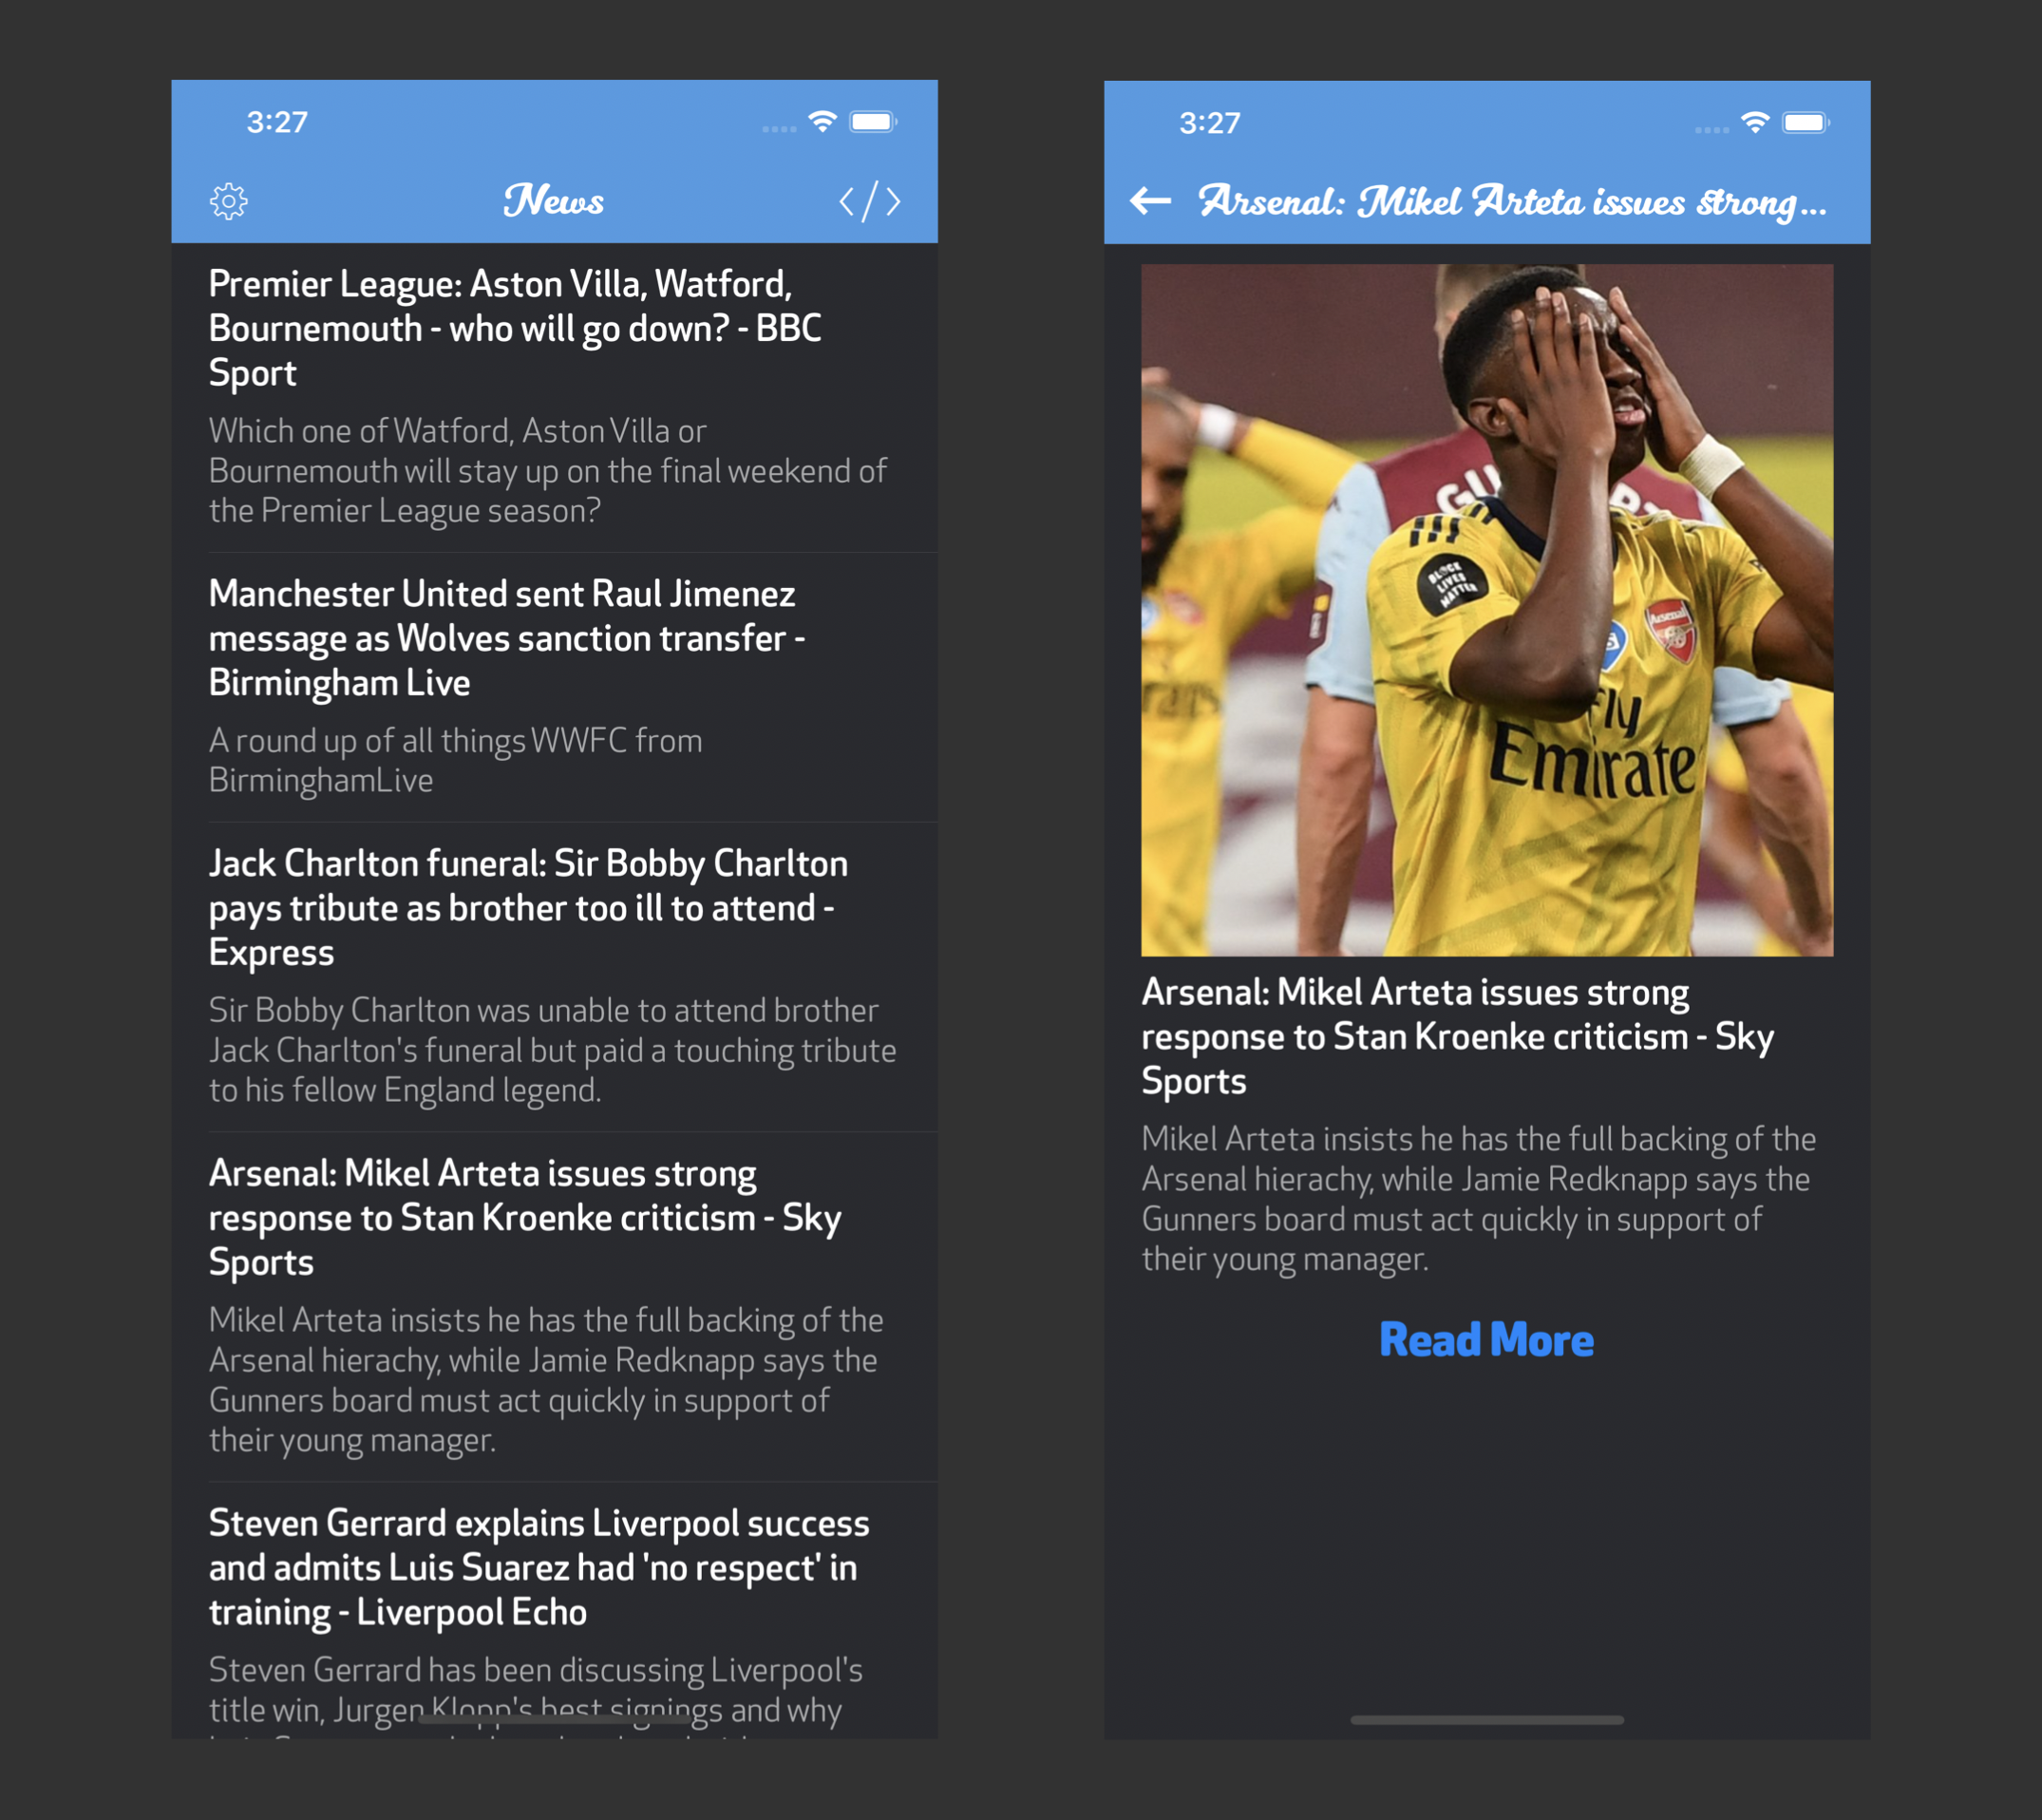 3:27
News
Premier League: Aston Villa, Watford,
Bournemouth - who will go down? - BBC
Sport
Which one of Watford, Aston Villa or
Bournemouth will stay up on the final weekend of
the Premier League season?
Manchester United sent Raul Jimenez
message as Wolves sanction transfer -
Birmingham Live
A round up of all things WWFC from
BirminghamLive
Jack Charlton funeral: Sir Bobby Charlton
pays tribute as brother too ill to attend -
Express
Sir Bobby Charlton was unable to attend brother
Jack Charlton's funeral but paid a touching tribute
to his fellow England legend.
Arsenal: Mikel Arteta issues strong
response to Stan Kroenke criticism - Sky
Sports
Mikel Arteta insists he has the full backing of the
Arsenal hierachy, while Jamie Redknapp says the
Gunners board must act quickly in support of
their young manager.
Steven Gerrard explains Liverpool success
and admits Luis Suarez had 'no respect' in
training - Liverpool Echo
Steven Gerrard has been discussing Liverpool's
title win, Jurgen Klopp's best signings and why
3:27
Arsenal: Mikel Arteta issues strong...
GU
BLACK
LIVES
MATTER
Arsenal
Fly
Emirate
Arsenal: Mikel Arteta issues strong
response to Stan Kroenke criticism - Sky
Sports
Mikel Arteta insists he has the full backing of the
Arsenal hierachy, while Jamie Redknapp says the
Gunners board must act quickly in support of
their young manager.
Read More